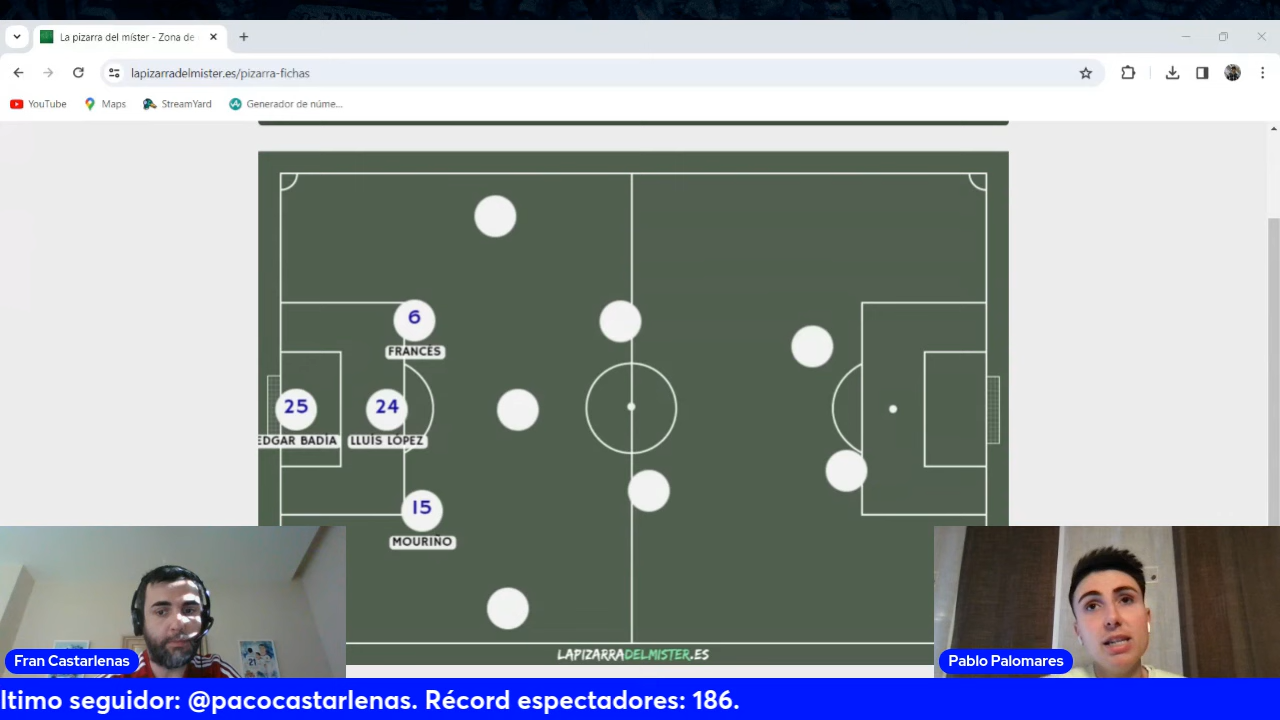 La pizarra del míster - Zona de
lapizarradelmister.es/pizarra-fichas
YouTube
Maps
StreamYard
Generador de núme...
6
FRANCÉS
25
24
EDGAR BADÍA
LLUÍS LÓPEZ
15
MOURIÑO
LAPIZARRADELMISTER.ES
Fran Castarlenas
Pablo Palomares
ltimo seguidor: @pacocastarlenas. Récord espectadores: 186.